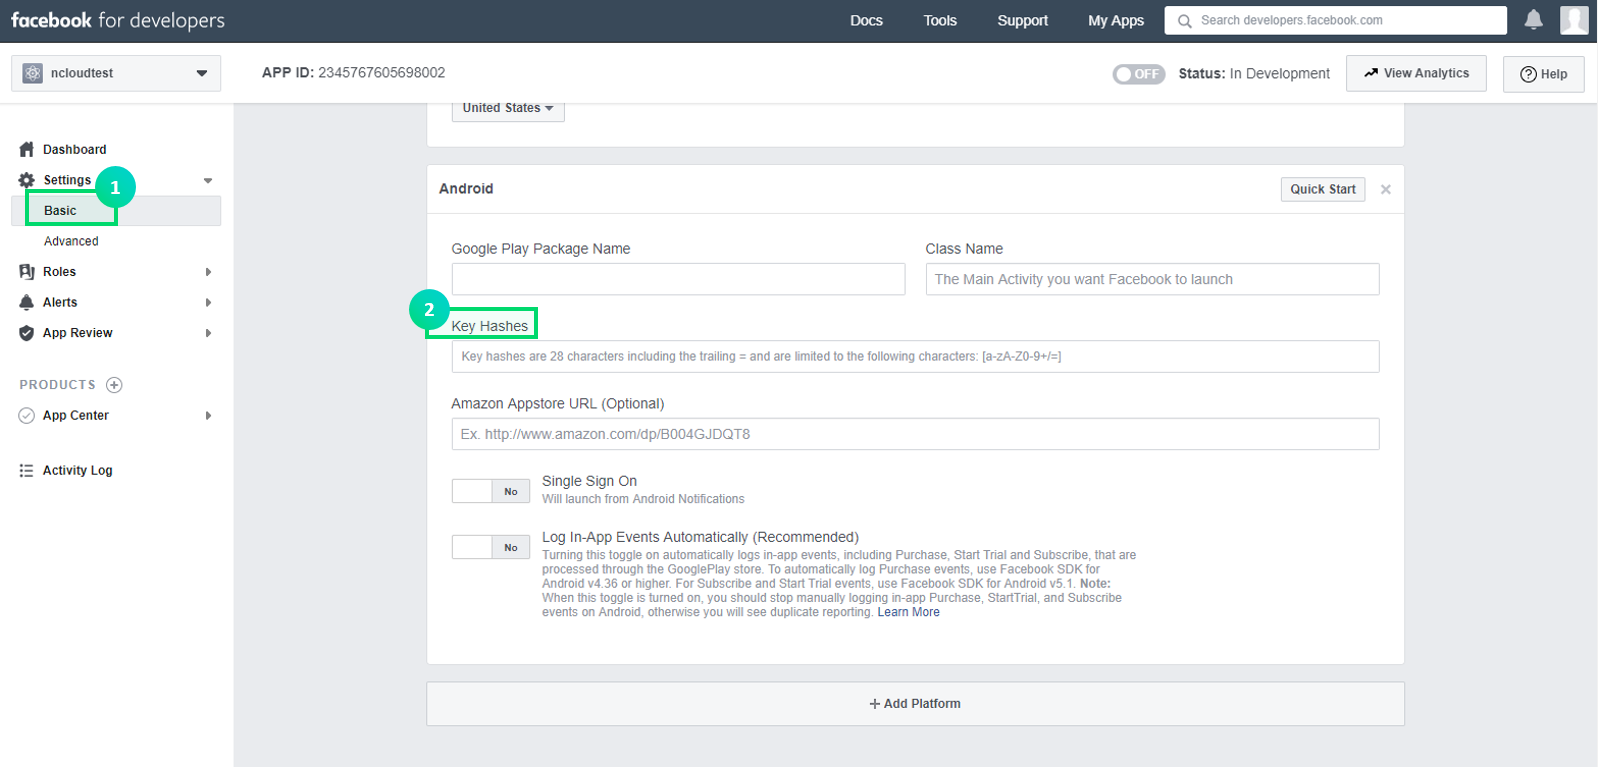 facebook for developers
Docs
Tools
Support
My Apps
Search developers.facebook.com
ncloudtest
APP ID: 2345767605698002
OFF
Status: In Development
View Analytics
Help
United States
Dashboard
Settings
1
Basic
Advanced
Roles
Alerts
App Review
PRODUCTS
App Center
Activity Log
Android
Quick Start
Google Play Package Name
Class Name
The Main Activity you want Facebook to launch
2
Key Hashes
Key hashes are 28 characters including the trailing = and are limited to the following characters: [a-zA-Z0-9+/=]
Amazon Appstore URL (Optional)
Ex. http://www.amazon.com/dp/B004GJDQT8
No
Single Sign On
Will launch from Android Notifications
No
Log In-App Events Automatically (Recommended)
Turning this toggle on automatically logs in-app events, including Purchase, Start Trial and Subscribe, that are
processed through the GooglePlay store. To automatically log Purchase events, use Facebook SDK for
Android v4.36 or higher. For Subscribe and Start Trial events, use Facebook SDK for Android v5.1. Note:
When this toggle is turned on, you should stop manually logging in-app Purchase, StartTrial, and Subscribe
events on Android, otherwise you will see duplicate reporting. Learn More
+ Add Platform